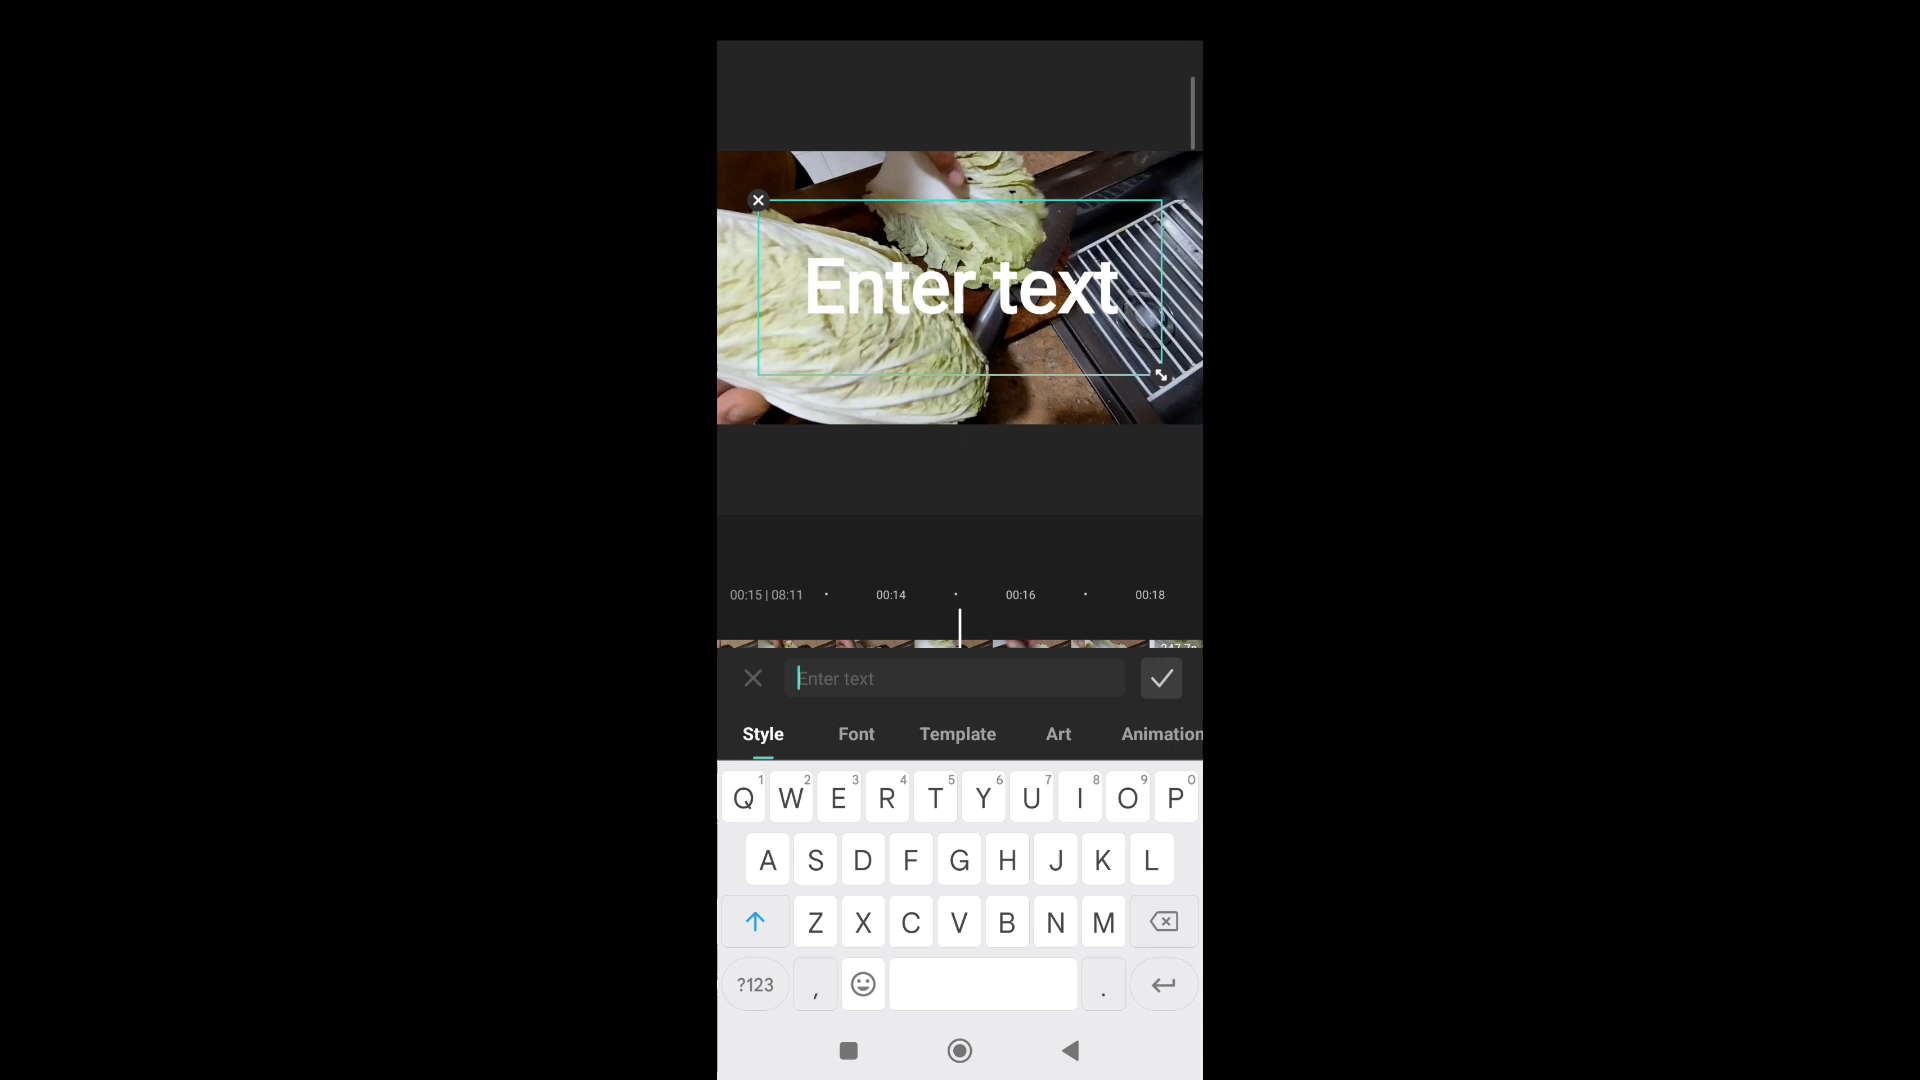 Enter text
00:15 | 08:11 00:14 00:16 00:18
Enter text
Style Font Template Art Animation
Q 1 W 2 E 3 R 4 T 5 Y 6 U 7 I 8 O 9 P 0
A S D F G H J K L
Z X C V B N M
?123 , .